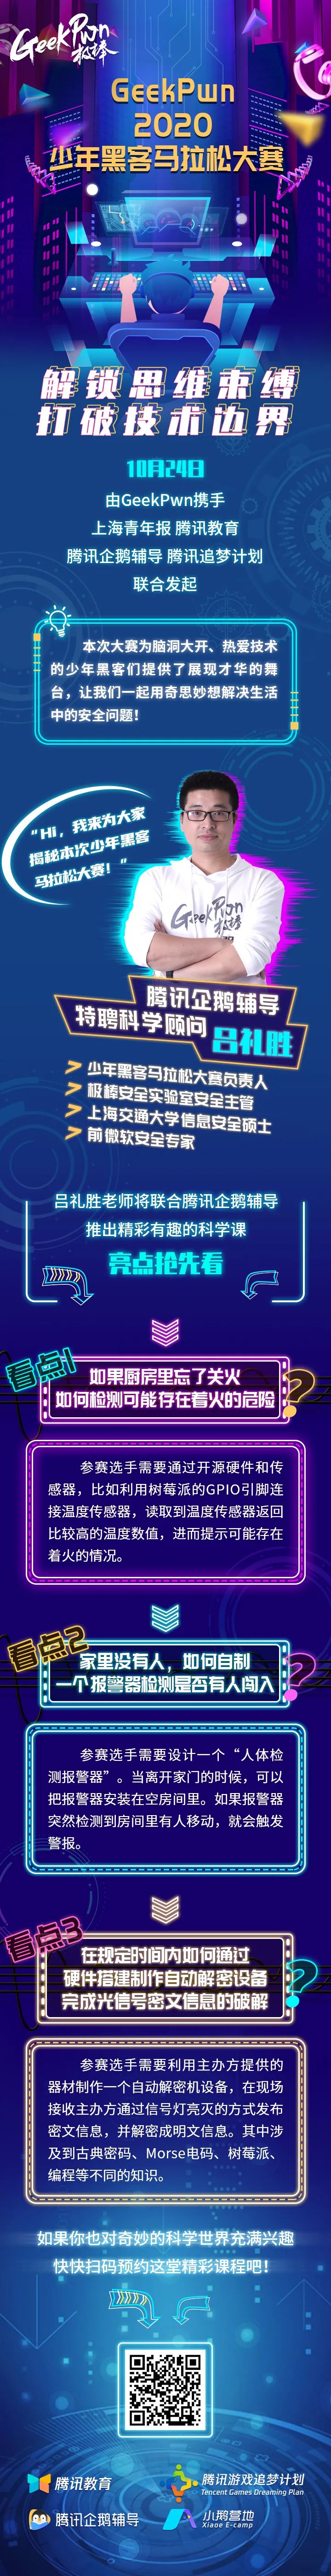 GeekPwn
极棒
GeekPwn
2020
少年黑客马拉松大赛
解锁思维束缚
打破技术边界
10月24日
由GeekPwn携手
上海青年报 腾讯教育
腾讯企鹅辅导 腾讯追梦计划
联合发起
本次大赛为脑洞大开、热爱技术
的少年黑客们提供了展现才华的舞
台，让我们一起用奇思妙想解决生活
中的安全问题！
“Hi，我来为大家
揭秘本次少年黑客
马拉松大赛！”
GeekPwn
极棒
腾讯企鹅辅导
特聘科学顾问 吕礼胜
少年黑客马拉松大赛负责人
极棒安全实验室安全主管
上海交通大学信息安全硕士
前微软安全专家
吕礼胜老师将联合腾讯企鹅辅导
推出精彩有趣的科学课
亮点抢先看
看点1
如果厨房里忘了关火
如何检测可能存在着火的危险
?
参赛选手需要通过开源硬件和传
感器，比如利用树莓派的GPIO引脚连
接温度传感器，读取到温度传感器返回
比较高的温度数值，进而提示可能存在
着火的情况。
看点2
家里没有人，如何自制
一个报警器检测是否有人闯入
?
参赛选手需要设计一个“人体检
测报警器”。当离开家门的时候，可以
把报警器安装在空房间里。如果报警器
突然检测到房间里有人移动，就会触发
警报。
看点3
在规定时间内如何通过
硬件搭建制作自动解密设备
完成光信号密文信息的破解
?
参赛选手需要利用主办方提供的
器材制作一个自动解密机设备，在现场
接收主办方通过信号灯亮灭的方式发布
密文信息，并解密成明文信息。其中涉
及到古典密码、Morse电码、树莓派、
编程等不同的知识。
如果你也对奇妙的科学世界充满兴趣
快快扫码预约这堂精彩课程吧！
腾讯教育
腾讯游戏追梦计划
Tencent Games Dreaming Plan
腾讯企鹅辅导
小鹅营地
Xiaoe E-camp